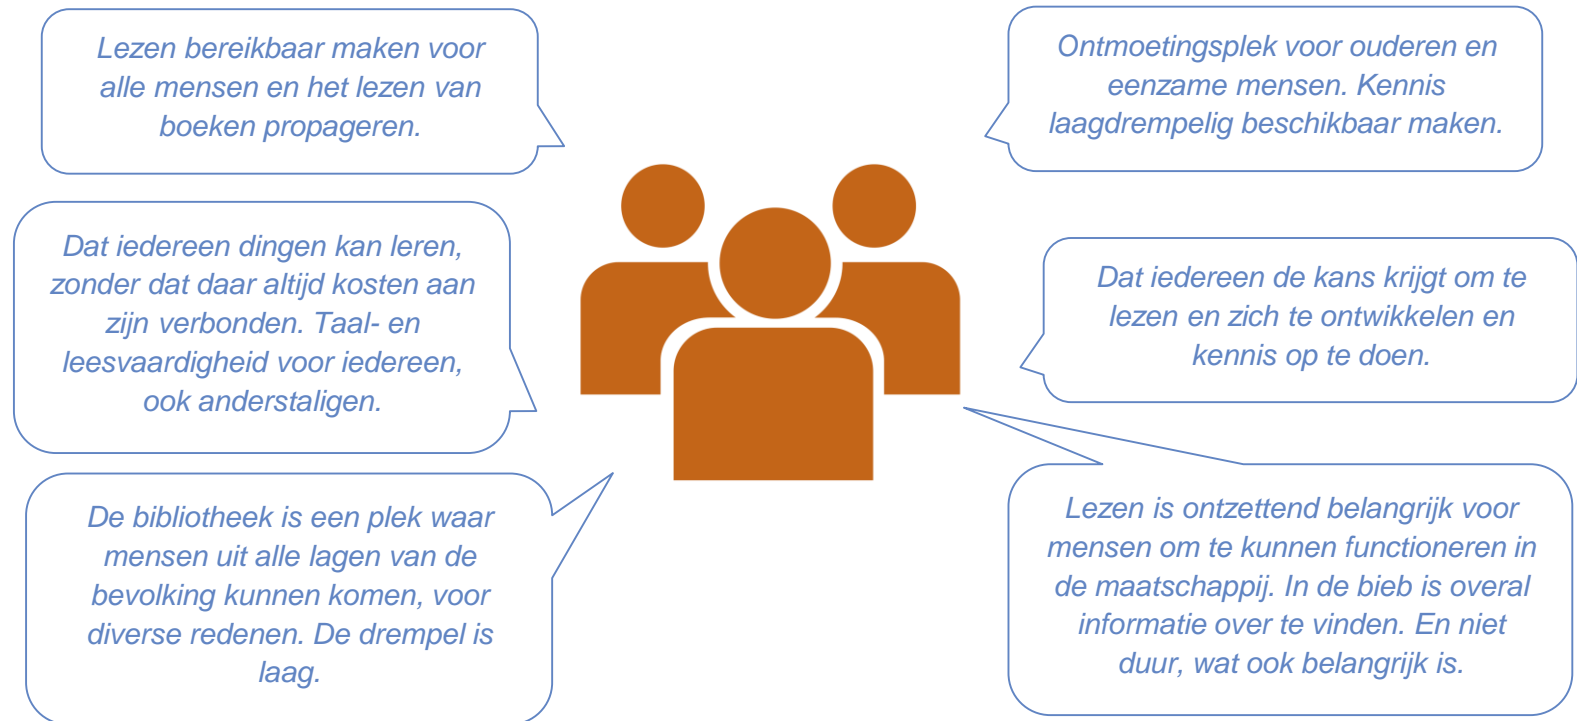 Lezen bereikbaar maken voor
alle mensen en het lezen van
boeken propageren.
Ontmoetingsplek voor ouderen en
eenzame mensen. Kennis
laagdrempelig beschikbaar maken.
Dat iedereen dingen kan leren,
zonder dat daar altijd kosten aan
zijn verbonden. Taal- en
leesvaardigheid voor iedereen,
ook anderstaligen.
Dat iedereen de kans krijgt om te
lezen en zich te ontwikkelen en
kennis op te doen.
De bibliotheek is een plek waar
mensen uit alle lagen van de
bevolking kunnen komen, voor
diverse redenen. De drempel is
laag.
Lezen is ontzettend belangrijk voor
mensen om te kunnen functioneren in
de maatschappij. In de bieb is overal
informatie over te vinden. En niet
duur, wat ook belangrijk is.